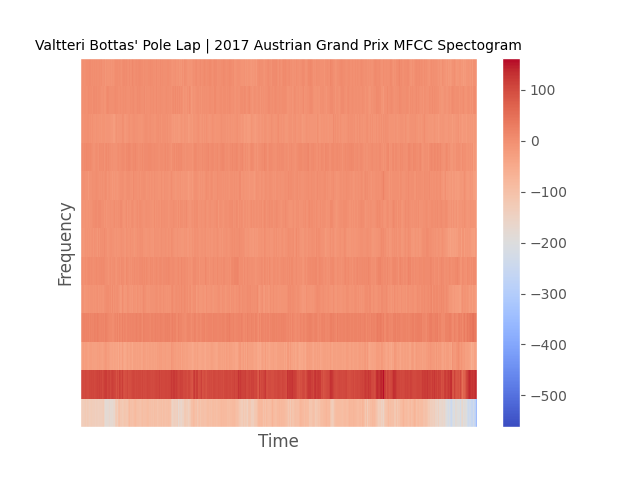 Valtteri Bottas' Pole Lap | 2017 Austrian Grand Prix MFCC Spectogram
Frequency
Time
100
0
−100
−200
−300
−400
−500